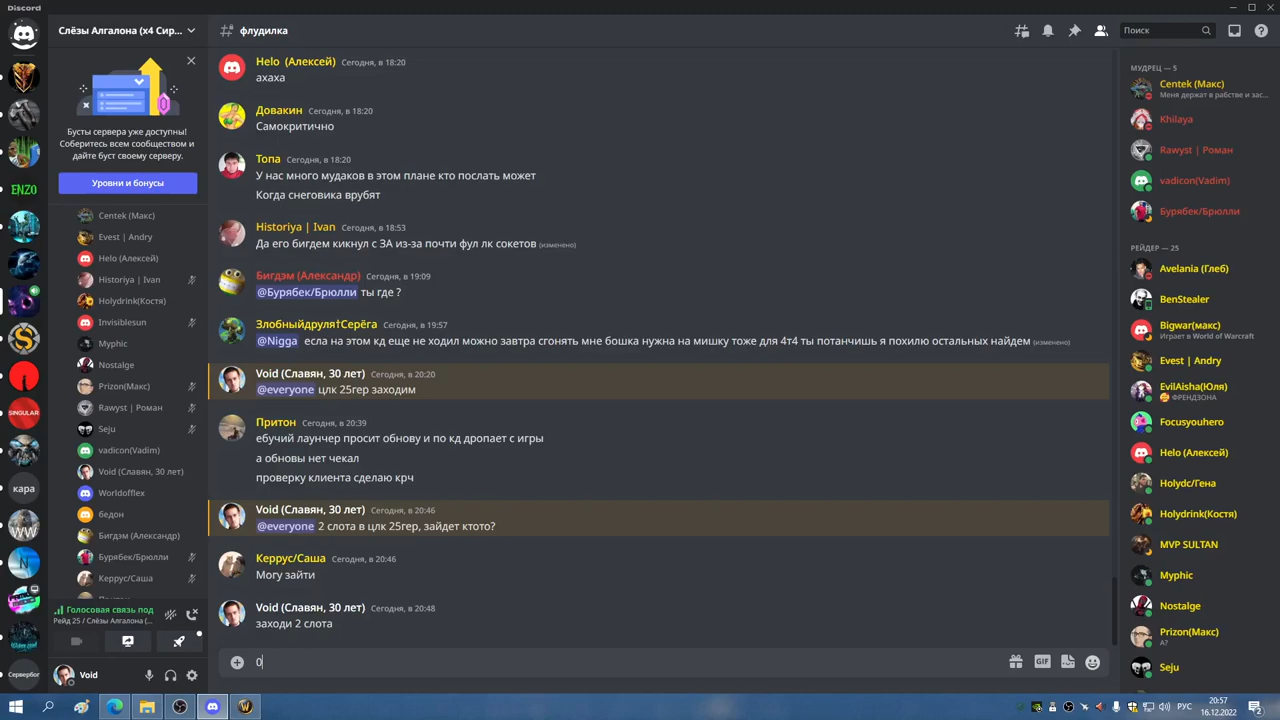 Discord
Слёзы Алгалона (x4 Сир...
флудилка
Поиск
Бусты сервера уже доступны!
Соберитесь всем сообществом и
дайте буст своему серверу.
Уровни и бонусы
Centek (Макс)
Evest | Andry
Helo (Алексей)
Historiya | Ivan
Holydrink(Костя)
Invisiblesun
Myphic
Nostalge
Prizon(Макс)
Rawyst | Роман
Seju
vadicon(Vadim)
Void (Славян, 30 лет)
Worldofflex
бедон
Бигдэм (Александр)
Бурябек/Брюлли
Керрус/Саша
Голосовая связь под
Рейд 25 / Слёзы Алгалона (...
Void
ENZO
SINGULAR
кара
WW
N
Сервербог
Helo (Алексей) Сегодня, в 18:20
ахаха
Довакин Сегодня, в 18:20
Самокритично
Топа Сегодня, в 18:20
У нас много мудаков в этом плане кто послать может
Когда снеговика врубят
Historiya | Ivan Сегодня, в 18:53
Да его бигдем кикнул с ЗА из-за почти фул лк сокетов (изменено)
Бигдэм (Александр) Сегодня, в 19:09
@Бурябек/Брюлли ты где ?
Злобныйдруля†Серёга Сегодня, в 19:57
@Nigga есла на этом кд еще не ходил можно завтра сгонять мне бошка нужна на мишку тоже для 4т4 ты потанчишь я похилю остальных найдем (изменено)
Void (Славян, 30 лет) Сегодня, в 20:20
@everyone цлк 25гер заходим
Притон Сегодня, в 20:39
ебучий лаунчер просит обнову и по кд дропает с игры
а обновы нет чекал
проверку клиента сделаю крч
Void (Славян, 30 лет) Сегодня, в 20:46
@everyone 2 слота в цлк 25гер, зайдет ктото?
Керрус/Саша Сегодня, в 20:46
Могу зайти
Void (Славян, 30 лет) Сегодня, в 20:48
заходи 2 слота
0
GIF
МУДРЕЦ — 5
Centek (Макс)
Меня держат в рабстве и зас...
Khilaya
Rawyst | Роман
vadicon(Vadim)
Бурябек/Брюлли
РЕЙДЕР — 25
Avelania (Глеб)
BenStealer
Bigwar(макс)
Играет в World of Warcraft
Evest | Andry
EvilAisha(Юля)
ФРЕНДЗОНА
Focusyouhero
Helo (Алексей)
Holydc/Гена
Holydrink(Костя)
MVP SULTAN
Myphic
Nostalge
Prizon(Макс)
А?
Seju
РУС
20:57
16.12.2022
2